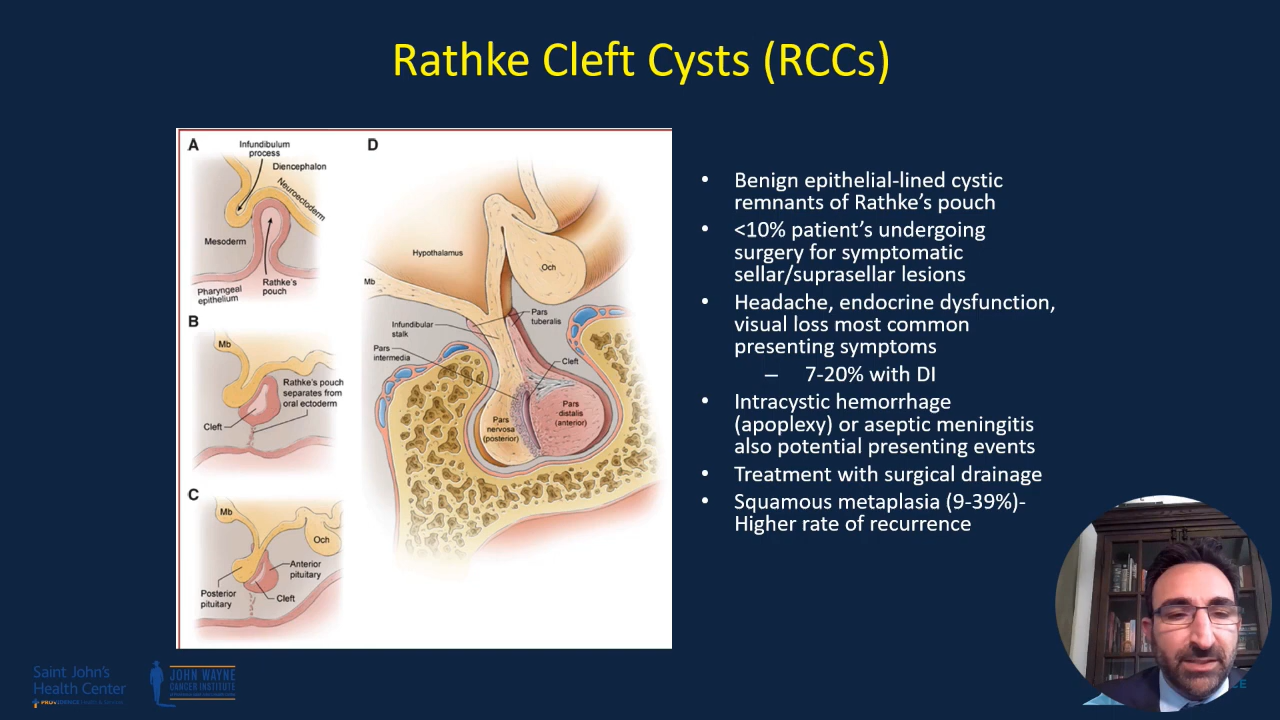 Rathke Cleft Cysts (RCCs)
A
Infundibulum
process
Diencephalon
Neuroectoderm
Mesoderm
Rathke's
pouch
Pharyngeal
epithelium
B
Mb
Rathke's pouch
separates from
oral ectoderm
Cleft
C
Mb
Och
Anterior
pituitary
Posterior
pituitary
Cleft
D
Hypothalamus
Och
Mb
Pars
tuberalis
Infundibular
stalk
Pars
intermedia
Cleft
Pars
distalis
(anterior)
Pars
nervosa
(posterior)
• Benign epithelial-lined cystic
remnants of Rathke's pouch
• <10% patient's undergoing
surgery for symptomatic
sellar/suprasellar lesions
• Headache, endocrine dysfunction,
visual loss most common
presenting symptoms
– 7-20% with DI
• Intracystic hemorrhage
(apoplexy) or aseptic meningitis
also potential presenting events
• Treatment with surgical drainage
• Squamous metaplasia (9-39%)-
Higher rate of recurrence
Saint John's
Health Center
PROVIDENCE Health & Services
JOHN WAYNE
CANCER INSTITUTE